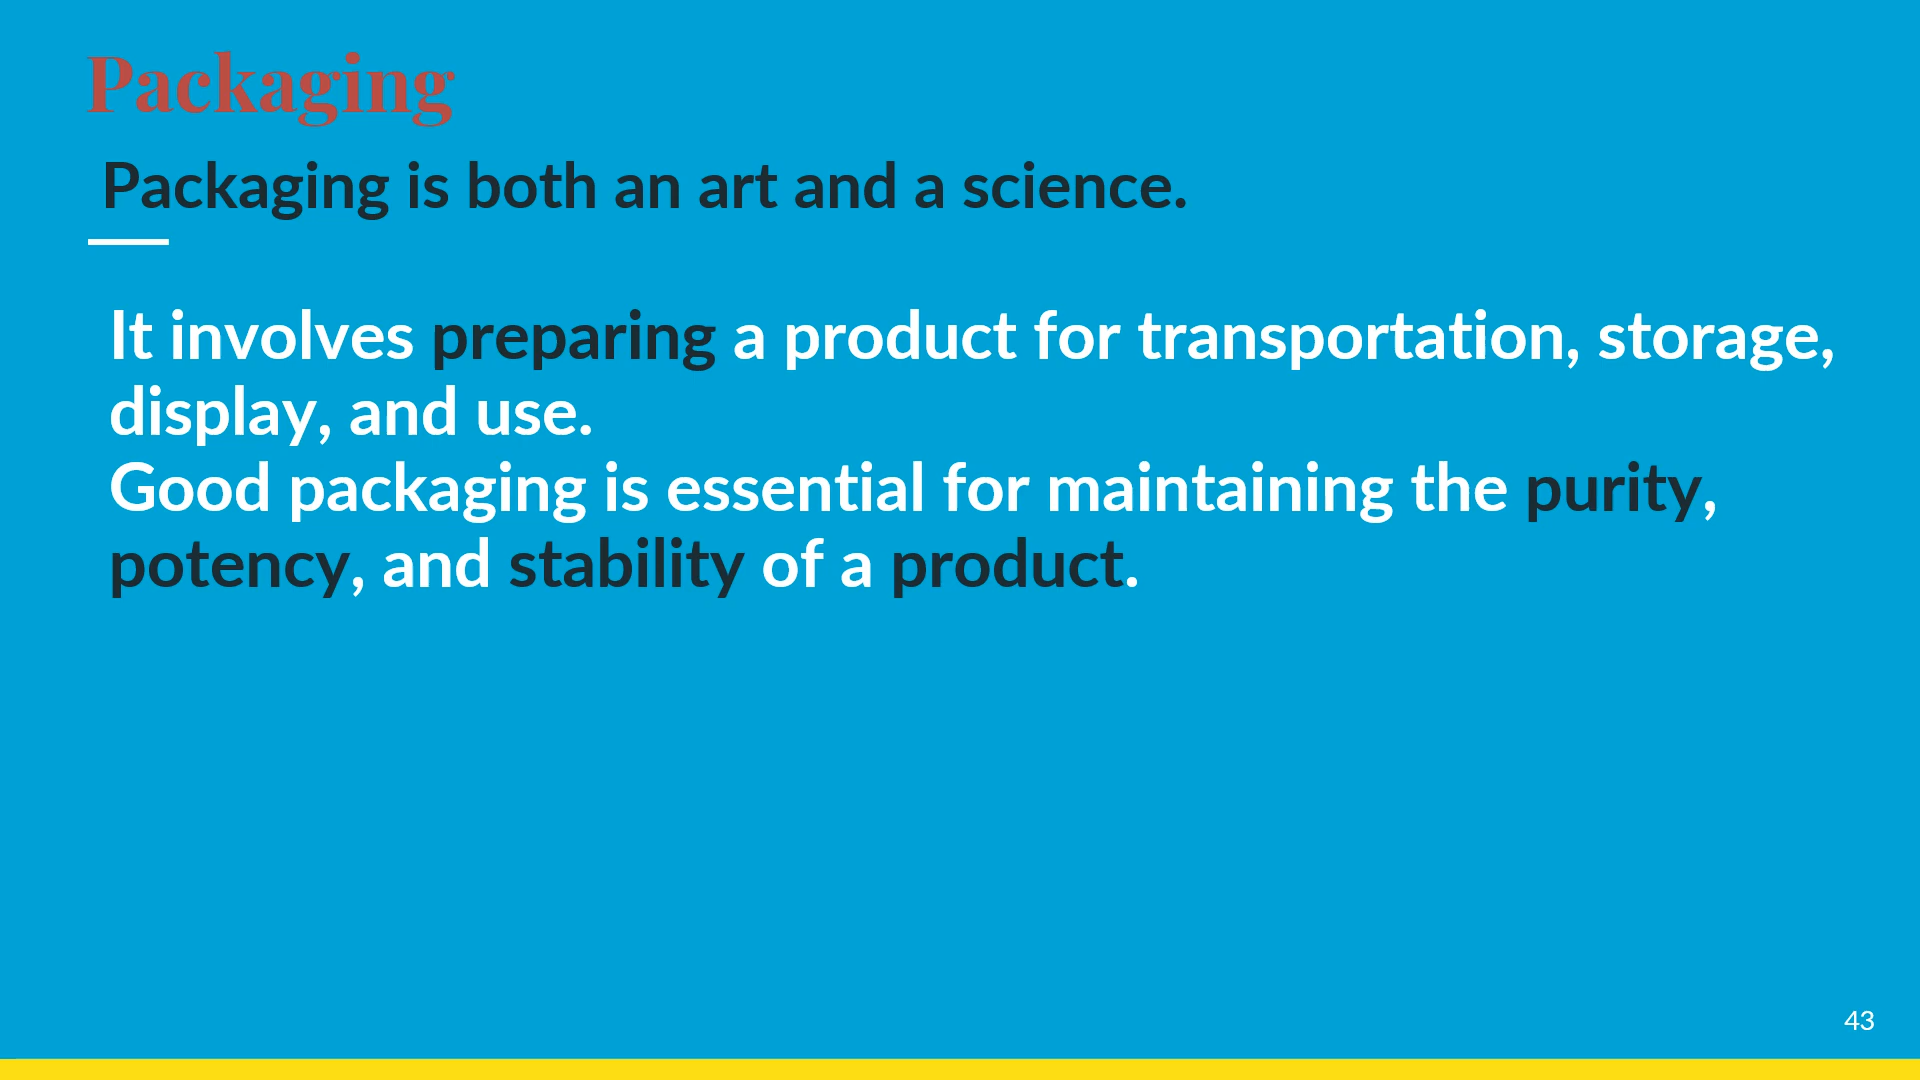 Packaging
Packaging is both an art and a science.
It involves preparing a product for transportation, storage,
display, and use.
Good packaging is essential for maintaining the purity,
potency, and stability of a product.
43